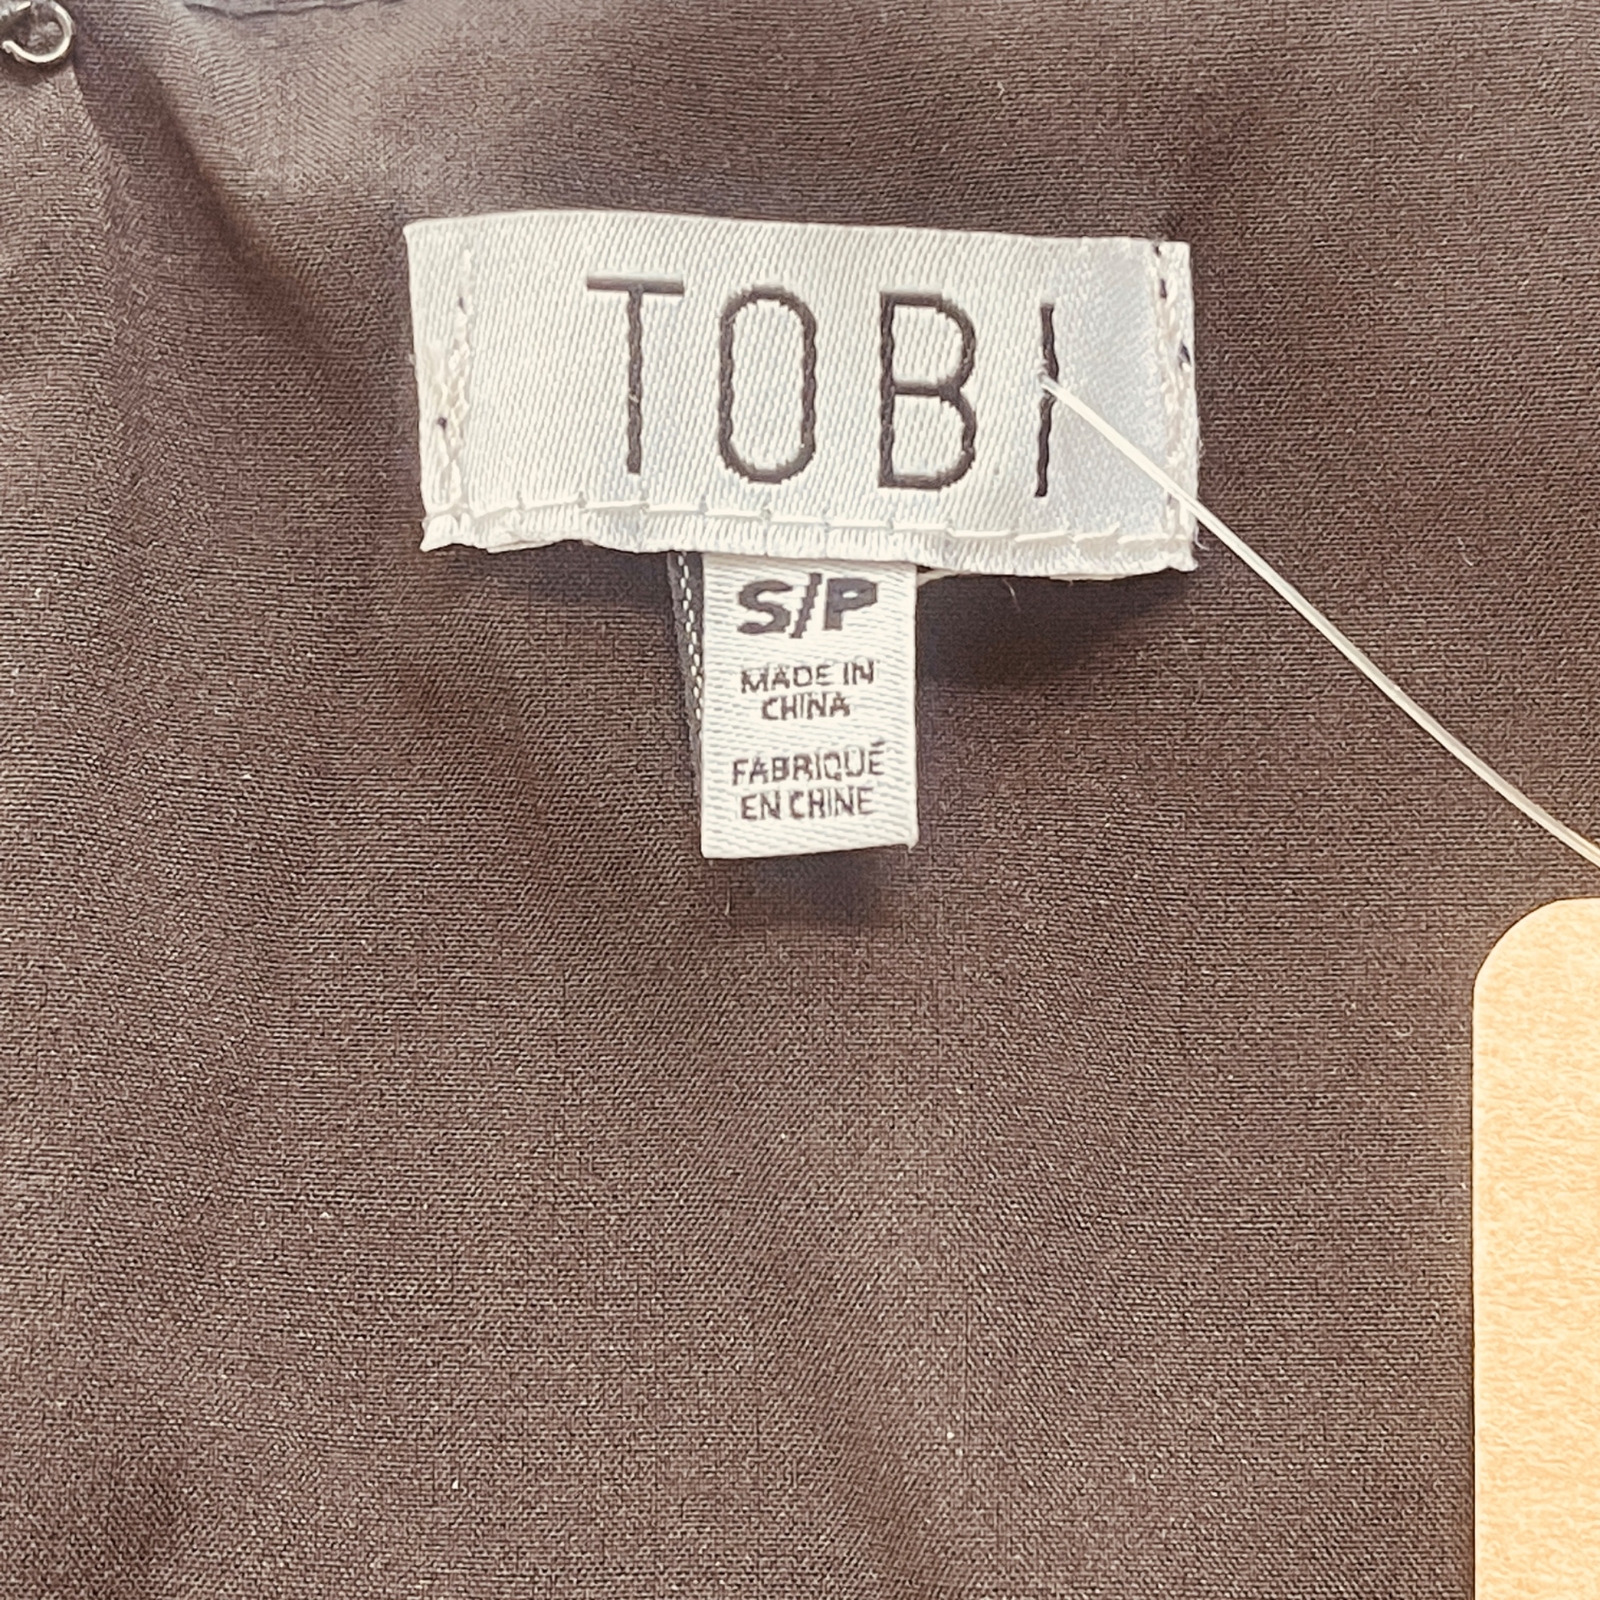 TOBI
S/P
MADE IN
CHINA
FABRIQUÉ
EN CHINE